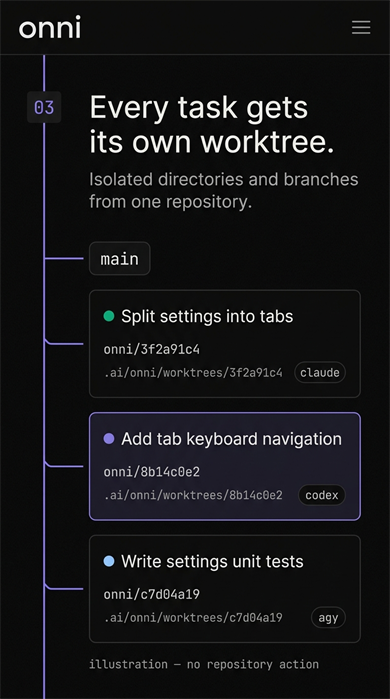 onni
03
Every task gets
its own worktree.
Isolated directories and branches
from one repository.
main
Split settings into tabs
onni/3f2a91c4
.ai/onni/worktrees/3f2a91c4 claude
Add tab keyboard navigation
onni/8b14c0e2
.ai/onni/worktrees/8b14c0e2 codex
Write settings unit tests
onni/c7d04a19
.ai/onni/worktrees/c7d04a19 agy
illustration — no repository action